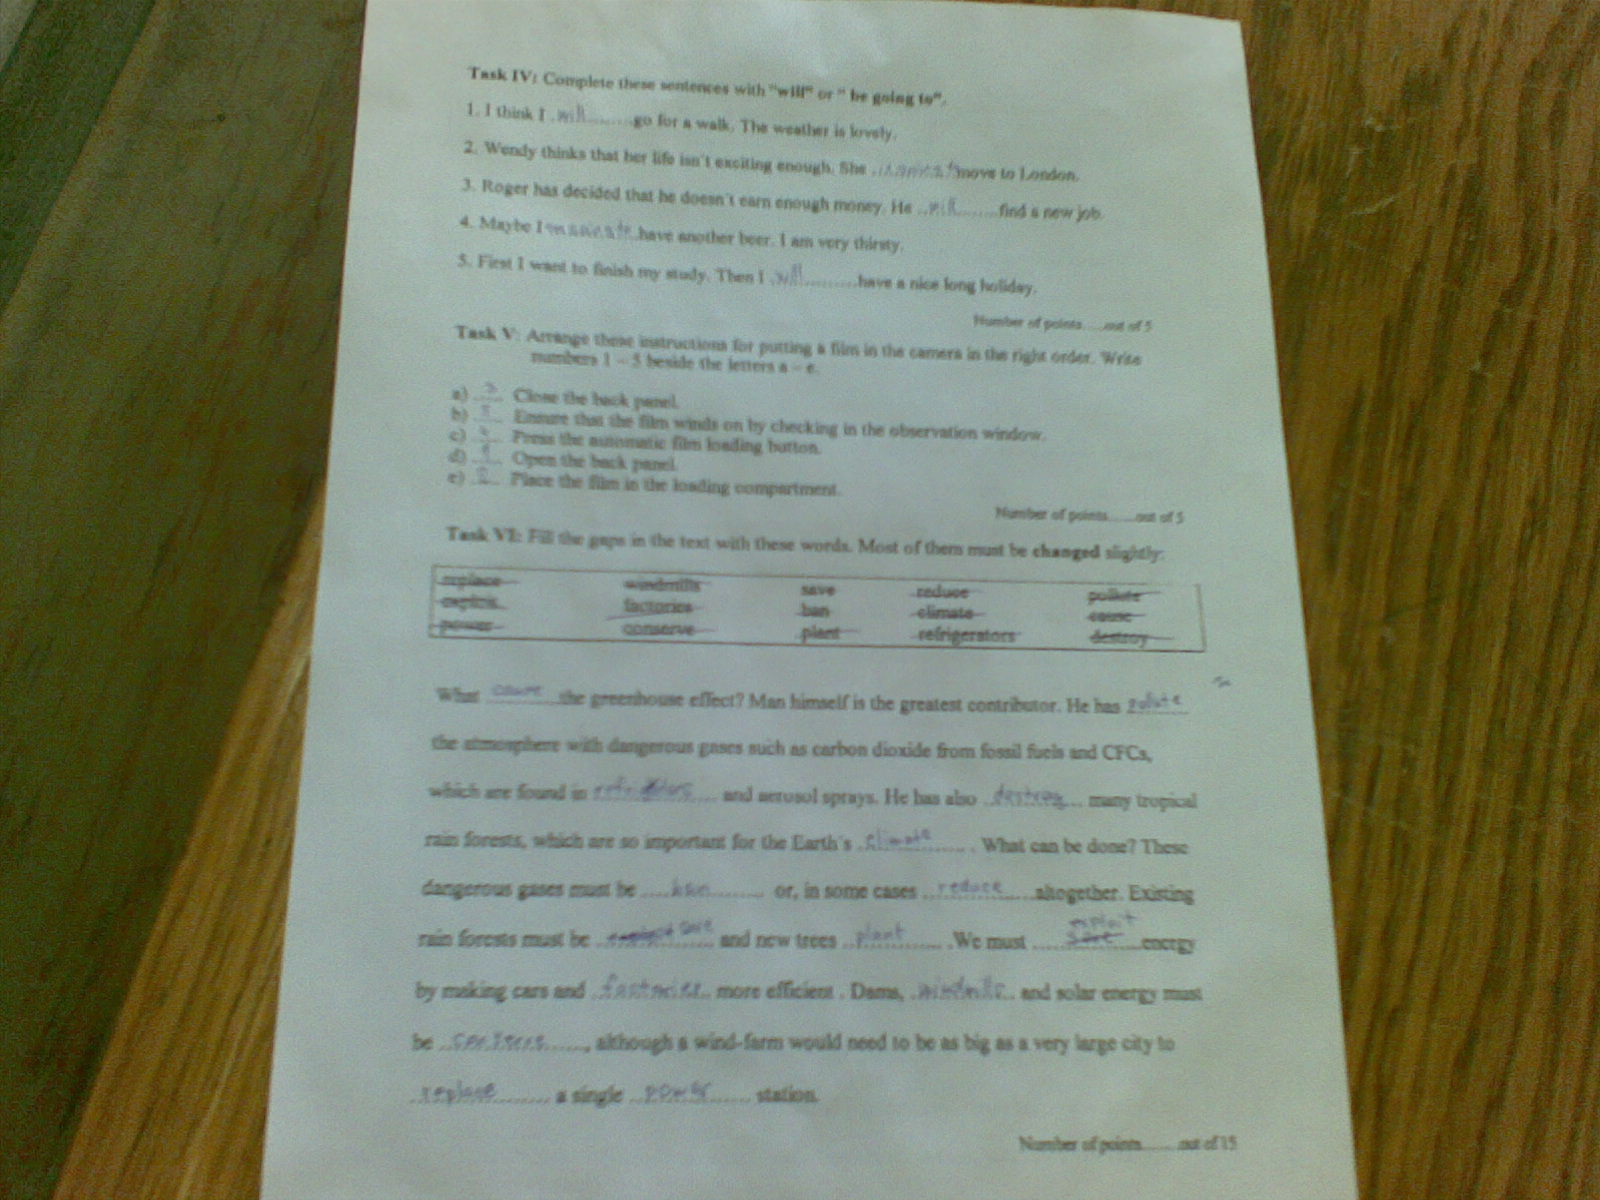 Task IV: Complete these sentences with "will" or " be going to".
1. I think I will go for a walk. The weather is lovely.
2. Wendy thinks that her life isn't exciting enough. She move to London.
3. Roger has decided that he doesn't earn enough money. He will find a new job.
4. Maybe I have another beer. I am very thirsty.
5. First I want to finish my study. Then I will have a nice long holiday.
Number of points......out of 5
Task V: Arrange these instructions for putting a film in the camera in the right order. Write
numbers 1 – 5 beside the letters a – e.
a) 3 Close the back panel.
b) 5 Ensure that the film winds on by checking in the observation window.
c) 4 Press the automatic film loading button.
d) 1 Open the back panel.
e) 2 Place the film in the loading compartment.
Number of points.......out of 5
Task VI: Fill the gaps in the text with these words. Most of them must be changed slightly:
replace windmills save reduce pollute
exploit factories ban climate cause
power conserve plant refrigerators destroy
What cause the greenhouse effect? Man himself is the greatest contributor. He has polute
the atmosphere with dangerous gases such as carbon dioxide from fossil fuels and CFCs,
which are found in and aerosol sprays. He has also destroy many tropical
rain forests, which are so important for the Earth's climate. What can be done? These
dangerous gases must be ban or, in some cases reduce altogether. Existing
rain forests must be save and new trees plant. We must exploit energy
by making cars and factories more efficient. Dams, windmills and solar energy must
be , although a wind-farm would need to be as big as a very large city to
replace a single power station.
Number of points........out of 15